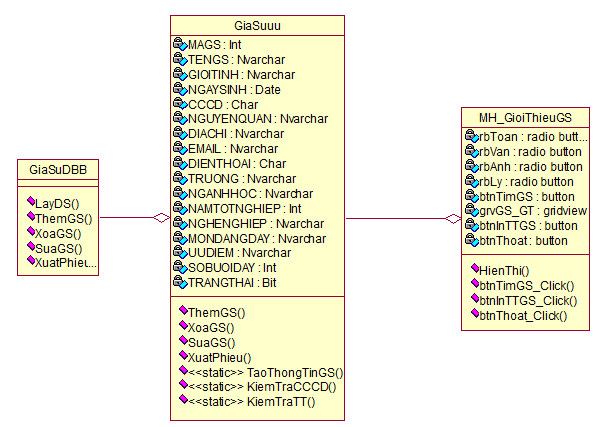 GiaSuDBB
LayDS()
ThemGS()
XoaGS()
SuaGS()
XuatPhieu...
GiaSuuu
MAGS : Int
TENGS : Nvarchar
GIOITINH : Nvarchar
NGAYSINH : Date
CCCD : Char
NGUYENQUAN : Nvarchar
DIACHI : Nvarchar
EMAIL : Nvarchar
DIENTHOAI : Char
TRUONG : Nvarchar
NGANHHOC : Nvarchar
NAMTOTNGHIEP : Int
NGHENGHIEP : Nvarchar
MONDANGDAY : Nvarchar
UUDIEM : Nvarchar
SOBUOIDAY : Int
TRANGTHAI : Bit
ThemGS()
XoaGS()
SuaGS()
XuatPhieu()
<<static>> TaoThongTinGS()
<<static>> KiemTraCCCD()
<<static>> KiemTraTT()
MH_GioiThieuGS
rbToan : radio butt...
rbVan : radio button
rbAnh : radio button
rbLy : radio button
btnTimGS : button
grvGS_GT : gridview
btnInTTGS : button
btnThoat : button
HienThi()
btnTimGS_Click()
btnInTTGS_Click()
btnThoat_Click()